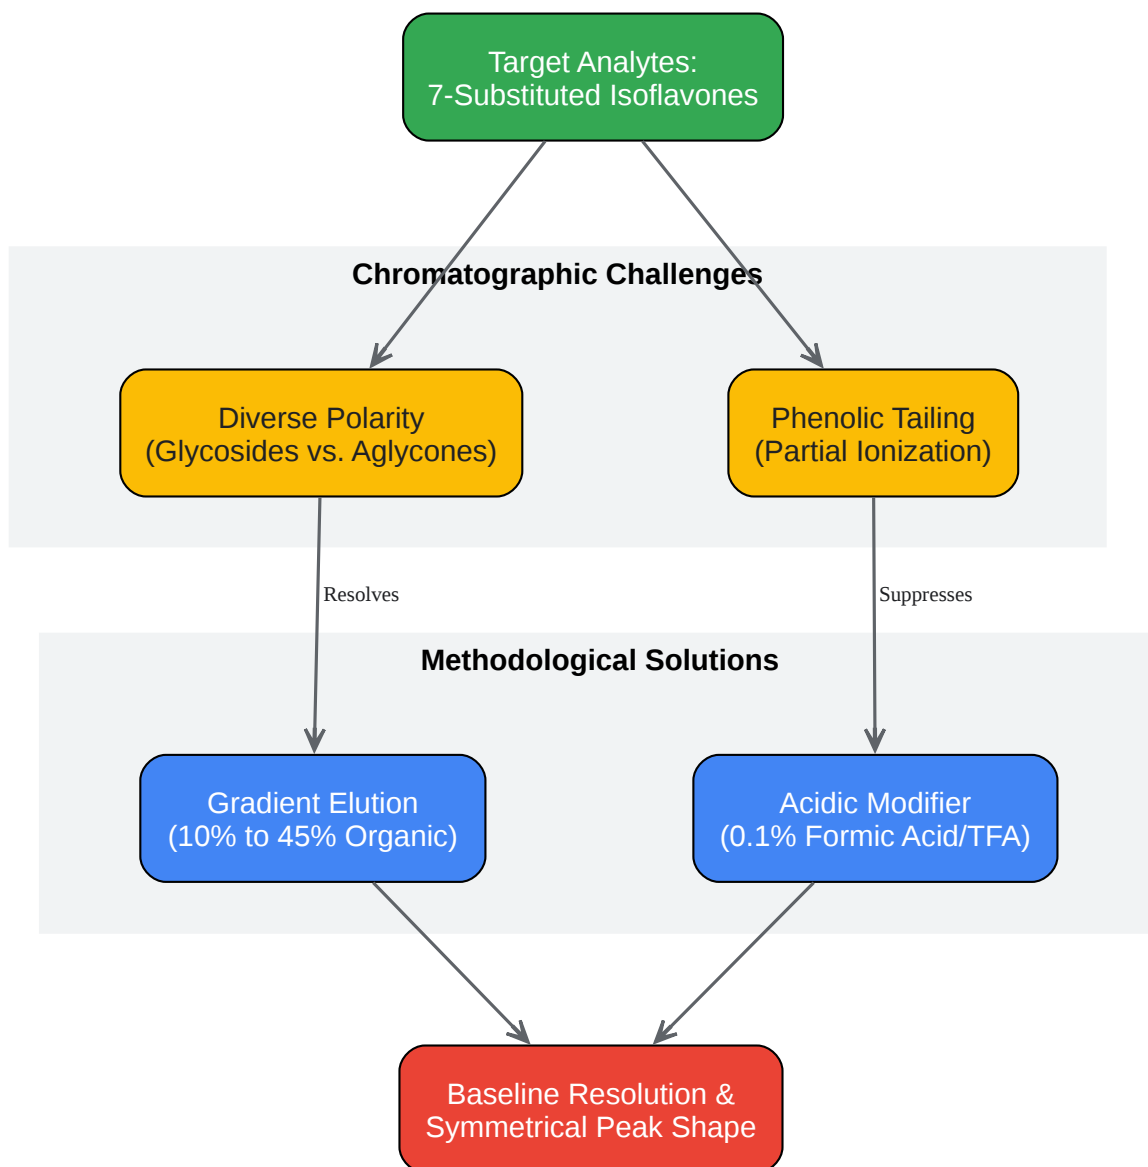 Target Analytes:
7-Substituted Isoflavones
Chromatographic Challenges
Diverse Polarity
(Glycosides vs. Aglycones)
Phenolic Tailing
(Partial Ionization)
Resolves
Suppresses
Methodological Solutions
Gradient Elution
(10% to 45% Organic)
Acidic Modifier
(0.1% Formic Acid/TFA)
Baseline Resolution &
Symmetrical Peak Shape